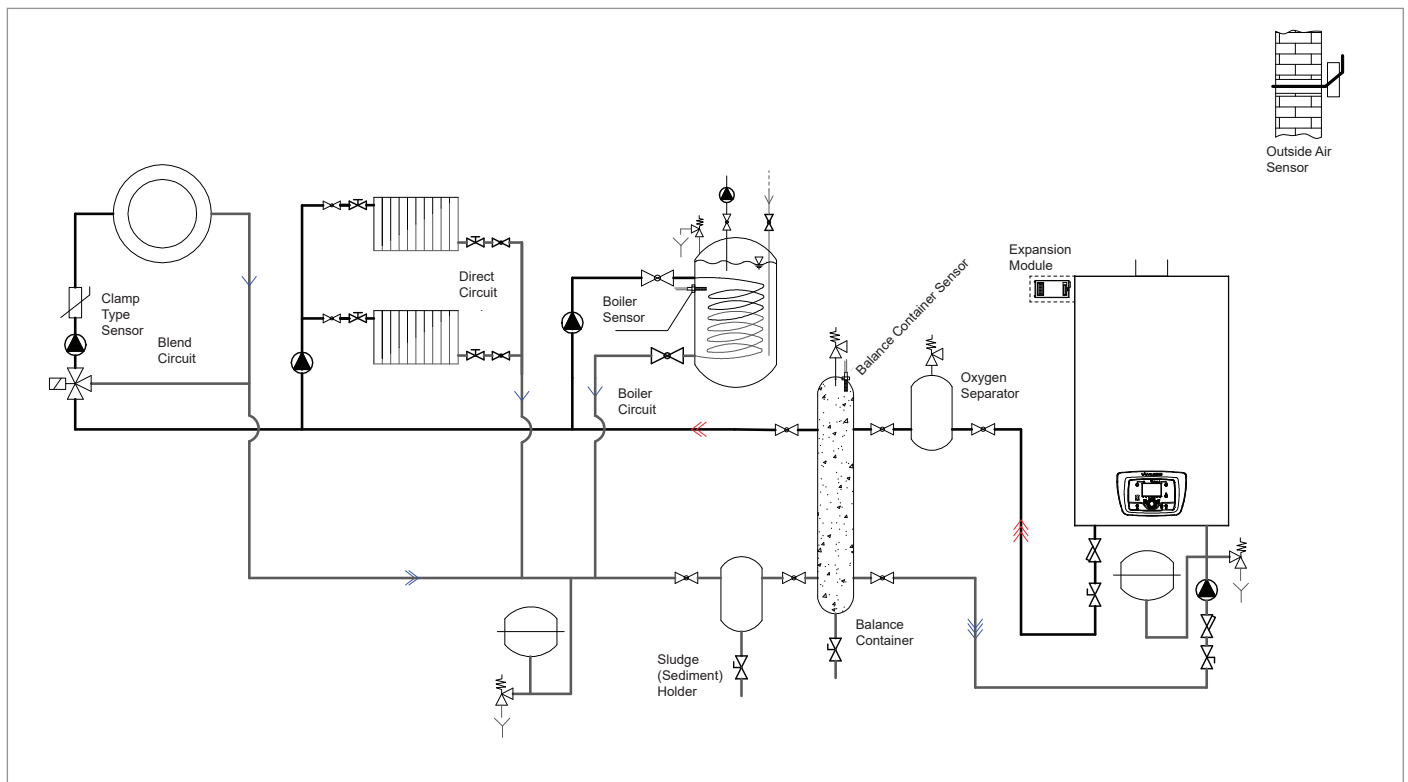 Outside Air
Sensor
Expansion
Module
Balance Container Sensor
Clamp
Type
Sensor
Direct
Circuit
Boiler
Sensor
Blend
Circuit
Oxygen
Separator
Boiler
Circuit
Balance
Container
Sludge
(Sediment)
Holder